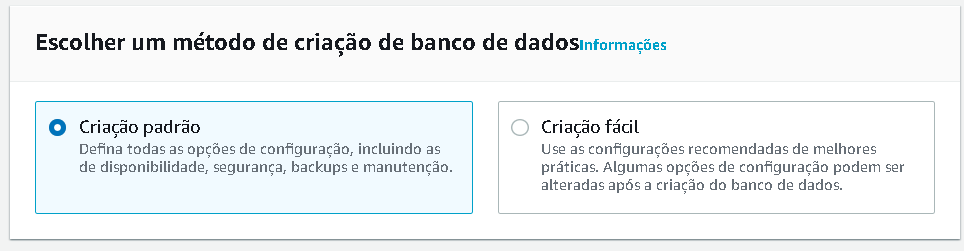 Escolher um método de criação de banco de dados Informações
Criação padrão
Defina todas as opções de configuração, incluindo as
de disponibilidade, segurança, backups e manutenção.
Criação fácil
Use as configurações recomendadas de melhores
práticas. Algumas opções de configuração podem ser
alteradas após a criação do banco de dados.